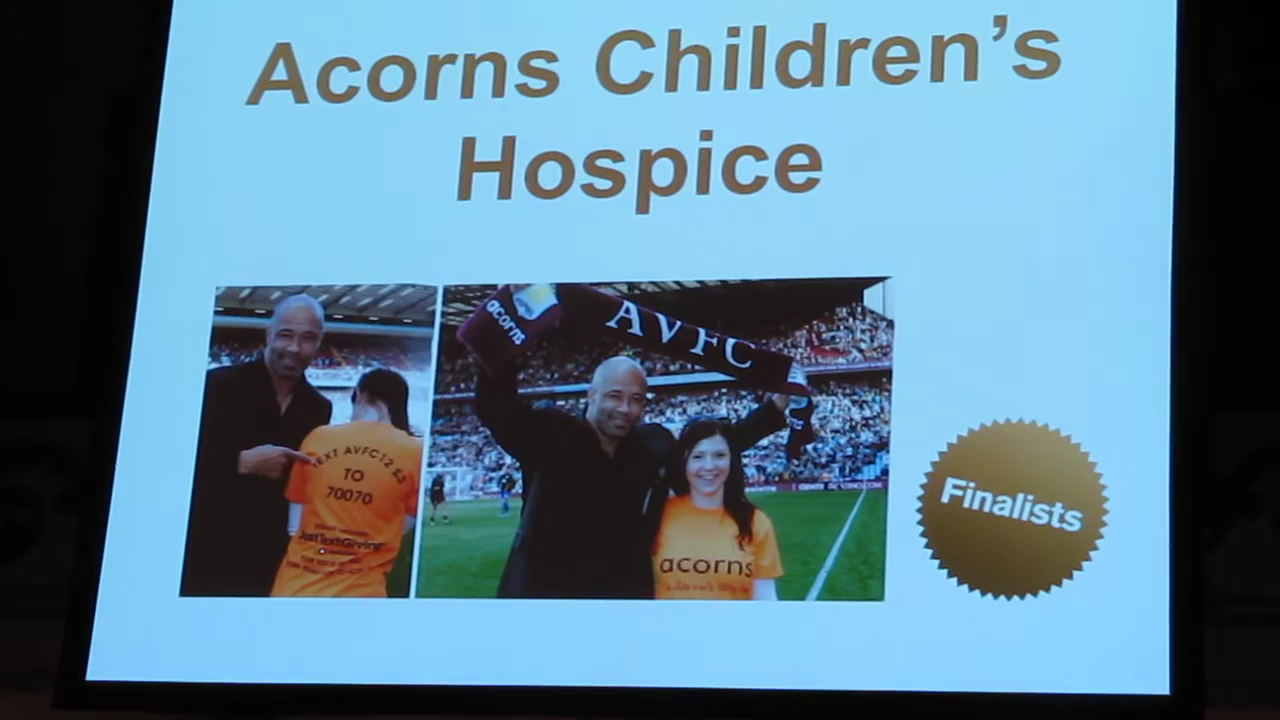 Acorns Children’s
Hospice
acorns
AVFC
TEXT AVFC12 £3
TO
70070
JustTextGiving
acorns
Finalists